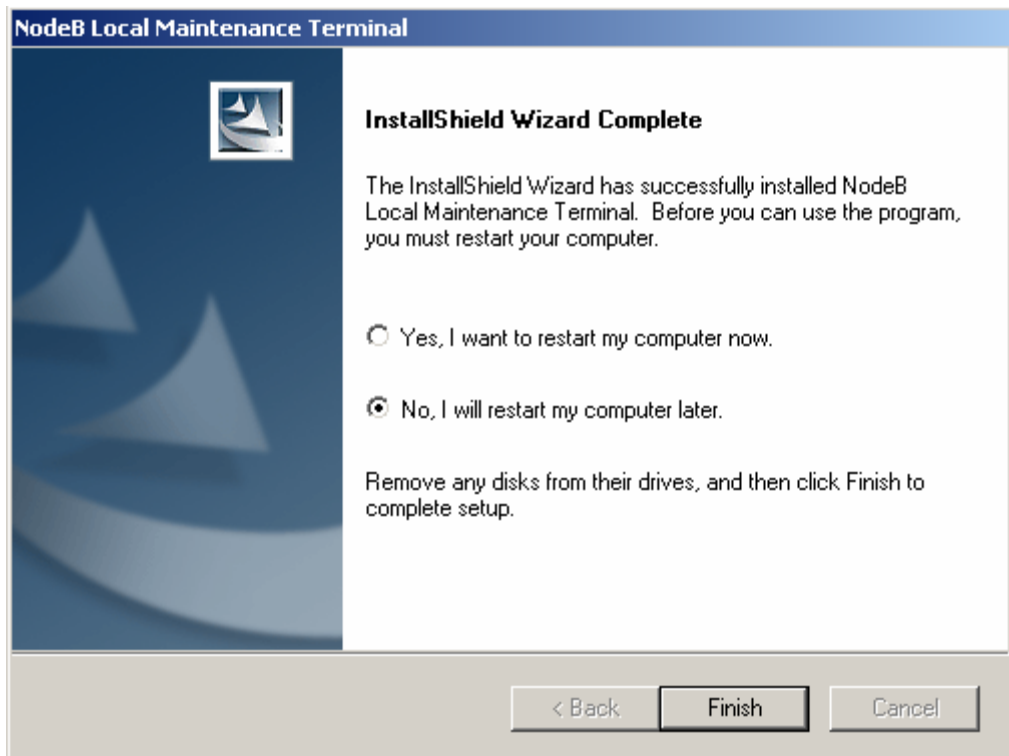 NodeB Local Maintenance Terminal
InstallShield Wizard Complete
The InstallShield Wizard has successfully installed NodeB
Local Maintenance Terminal. Before you can use the program,
you must restart your computer.
Yes, I want to restart my computer now.
No, I will restart my computer later.
Remove any disks from their drives, and then click Finish to
complete setup.
< Back
Finish
Cancel